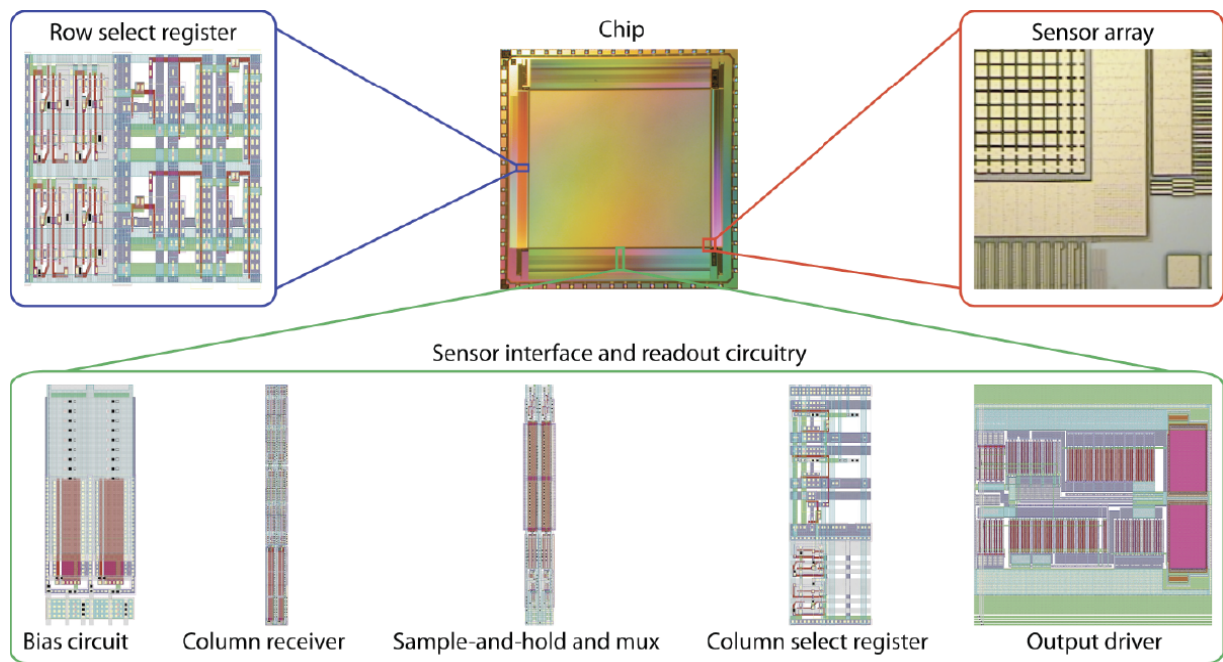 Row select register
Chip
Sensor array
Sensor interface and readout circuitry
Bias circuit
Column receiver
Sample-and-hold and mux
Column select register
Output driver